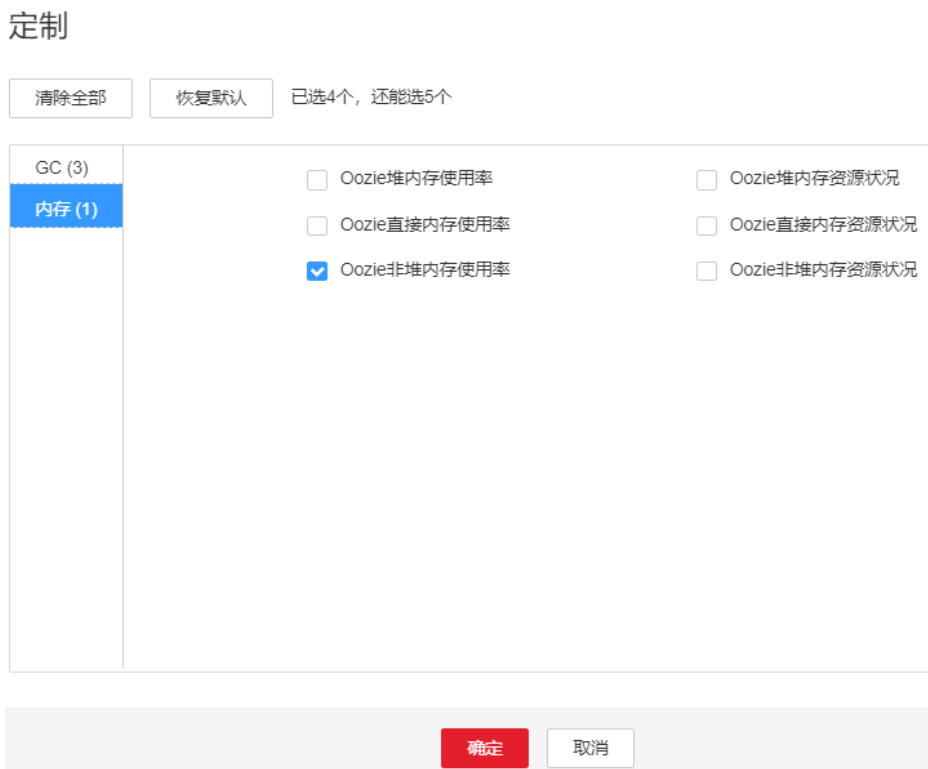 定制
清除全部 恢复默认 已选4个，还能选5个
GC (3)
内存 (1)
Oozie堆内存使用率 Oozie堆内存资源状况
Oozie直接内存使用率 Oozie直接内存资源状况
Oozie非堆内存使用率 Oozie非堆内存资源状况
确定 取消